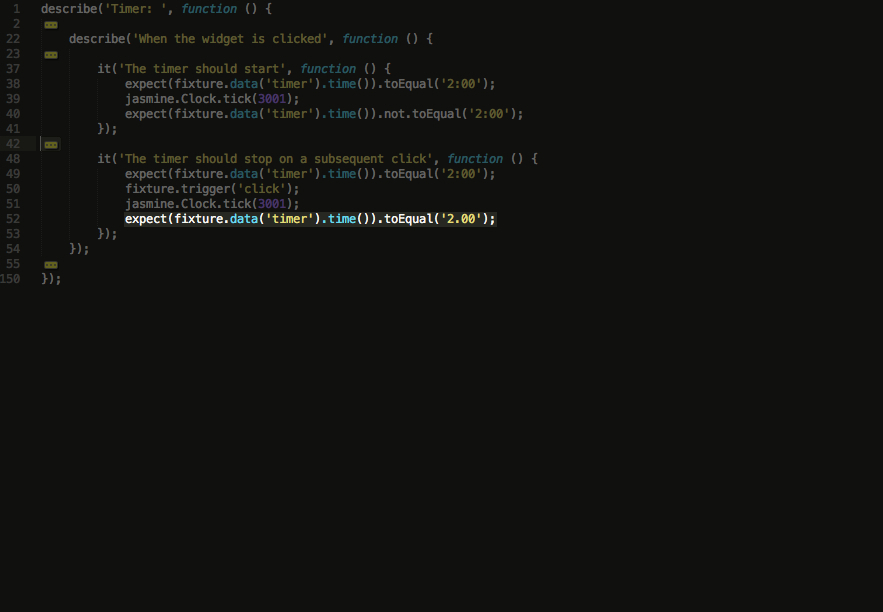 1 describe('Timer: ', function () {
2
22 describe('When the widget is clicked', function () {
23
37 it('The timer should start', function () {
38 expect(fixture.data('timer').time()).toEqual('2:00');
39 jasmine.Clock.tick(3001);
40 expect(fixture.data('timer').time()).not.toEqual('2:00');
41 });
42
48 it('The timer should stop on a subsequent click', function () {
49 expect(fixture.data('timer').time()).toEqual('2:00');
50 fixture.trigger('click');
51 jasmine.Clock.tick(3001);
52 expect(fixture.data('timer').time()).toEqual('2.00');
53 });
54 });
55
150 });